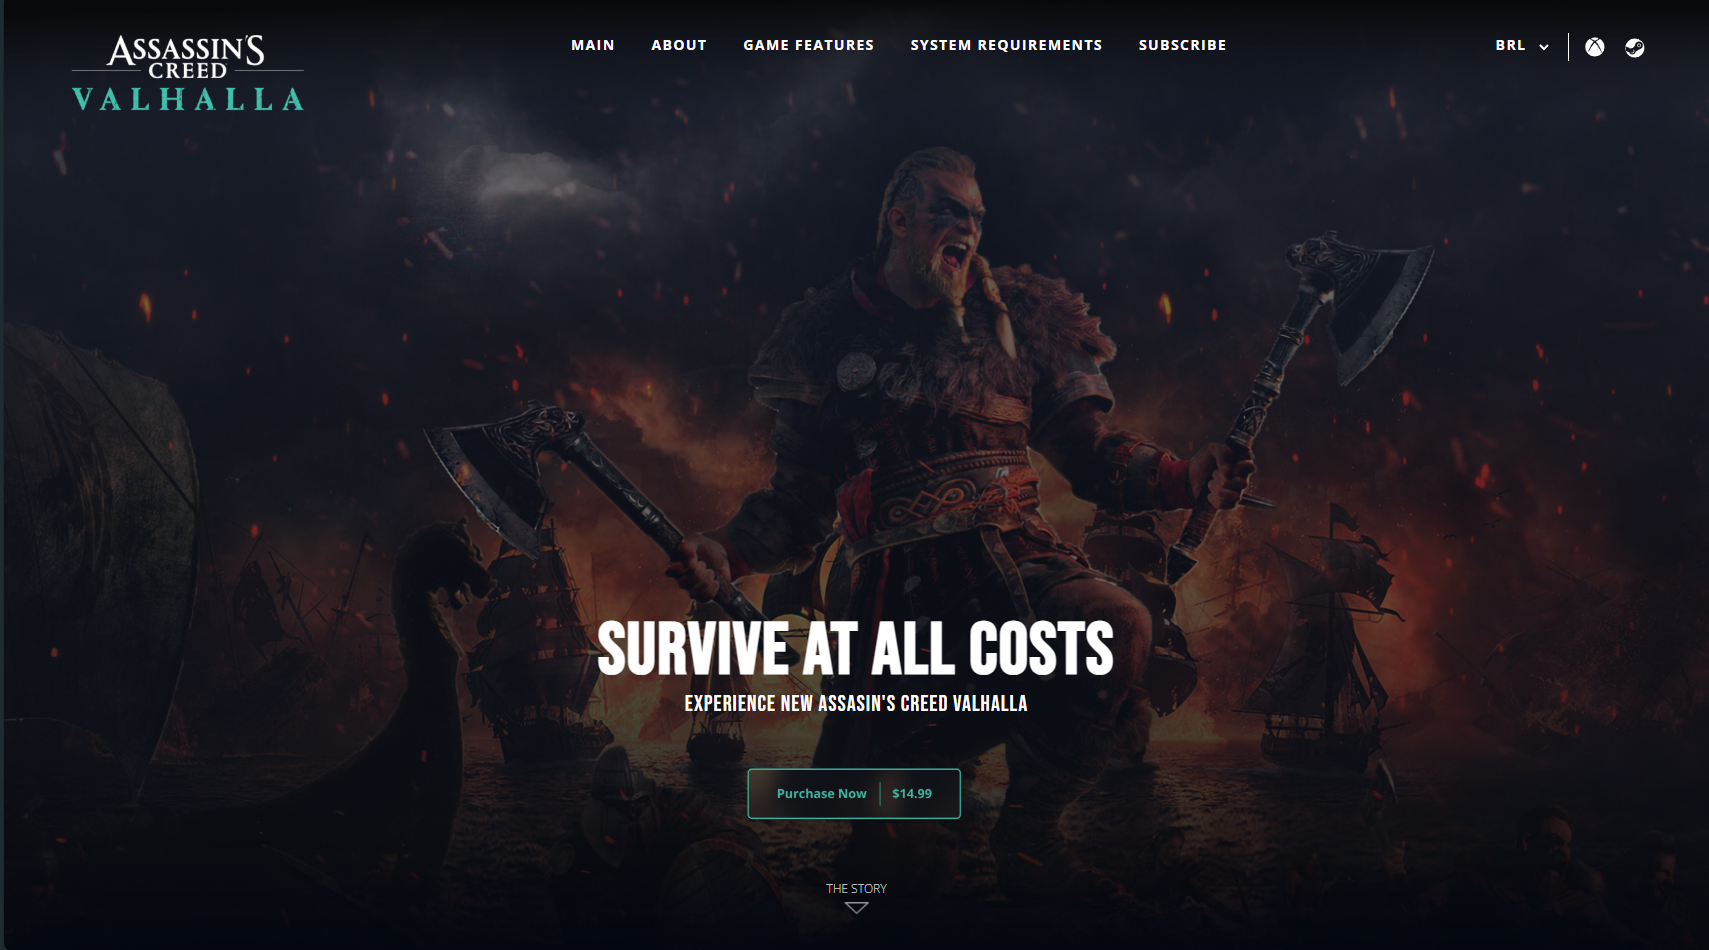 ASSASSIN'S
CREED
VALHALLA
MAIN ABOUT GAME FEATURES SYSTEM REQUIREMENTS SUBSCRIBE BRL
SURVIVE AT ALL COSTS
EXPERIENCE NEW ASSASIN'S CREED VALHALLA
Purchase Now $14.99
THE STORY